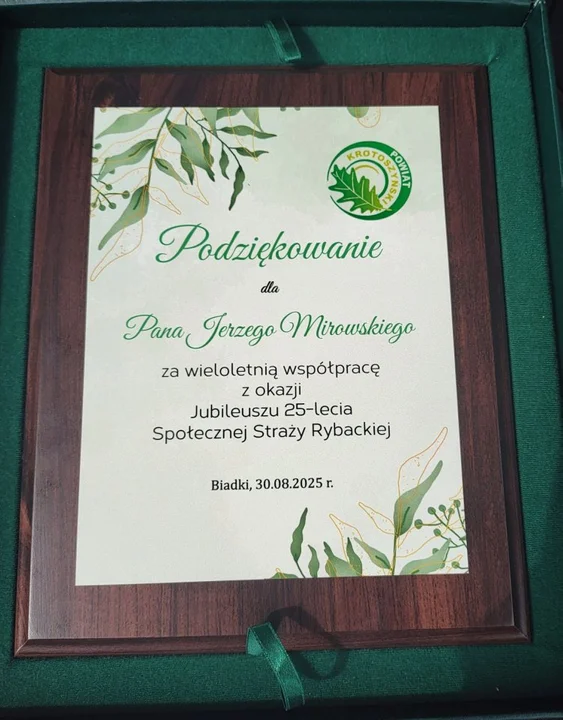 POWIAT
KROTOSZYŃSKI
Podziękowanie
dla
Pana Jerzego Mirowskiego
za wieloletnią współpracę
z okazji
Jubileuszu 25-lecia
Społecznej Straży Rybackiej
Biadki, 30.08.2025 r.